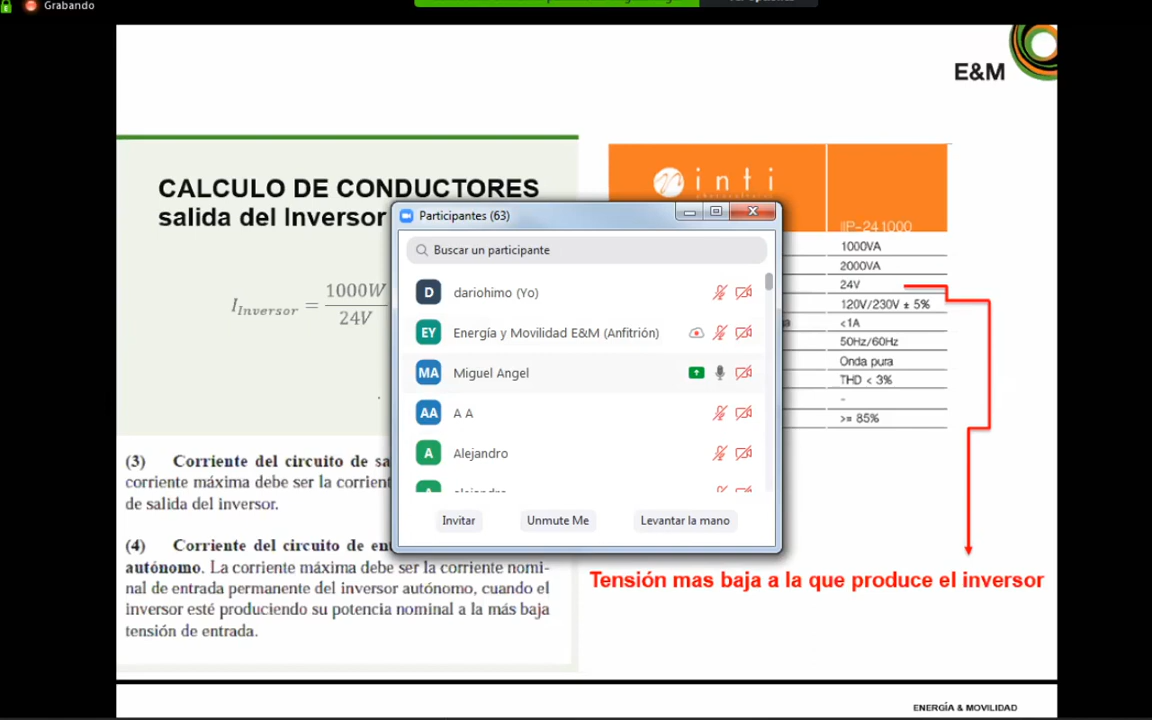 Grabando
E&M
CALCULO DE CONDUCTORES
salida del Inversor
I Inversor = 1000W / 24V
inti
IIP-241000
1000VA
2000VA
24V
120V/230V ± 5%
<1A
50Hz/60Hz
Onda pura
THD < 3%
-
>= 85%
Participantes (63)
Buscar un participante
D dariohimo (Yo)
EY Energía y Movilidad E&M (Anfitrión)
MA Miguel Angel
AA A A
A Alejandro
Invitar Unmute Me Levantar la mano
(3) Corriente del circuito de
corriente máxima debe ser la
de salida del inversor.
(4) Corriente del circuito de
autónomo. La corriente máxima debe ser la corriente nomi-
nal de entrada permanente del inversor autónomo, cuando el
inversor esté produciendo su potencia nominal a la más baja
tensión de entrada.
Tensión mas baja a la que produce el inversor
ENERGÍA & MOVILIDAD